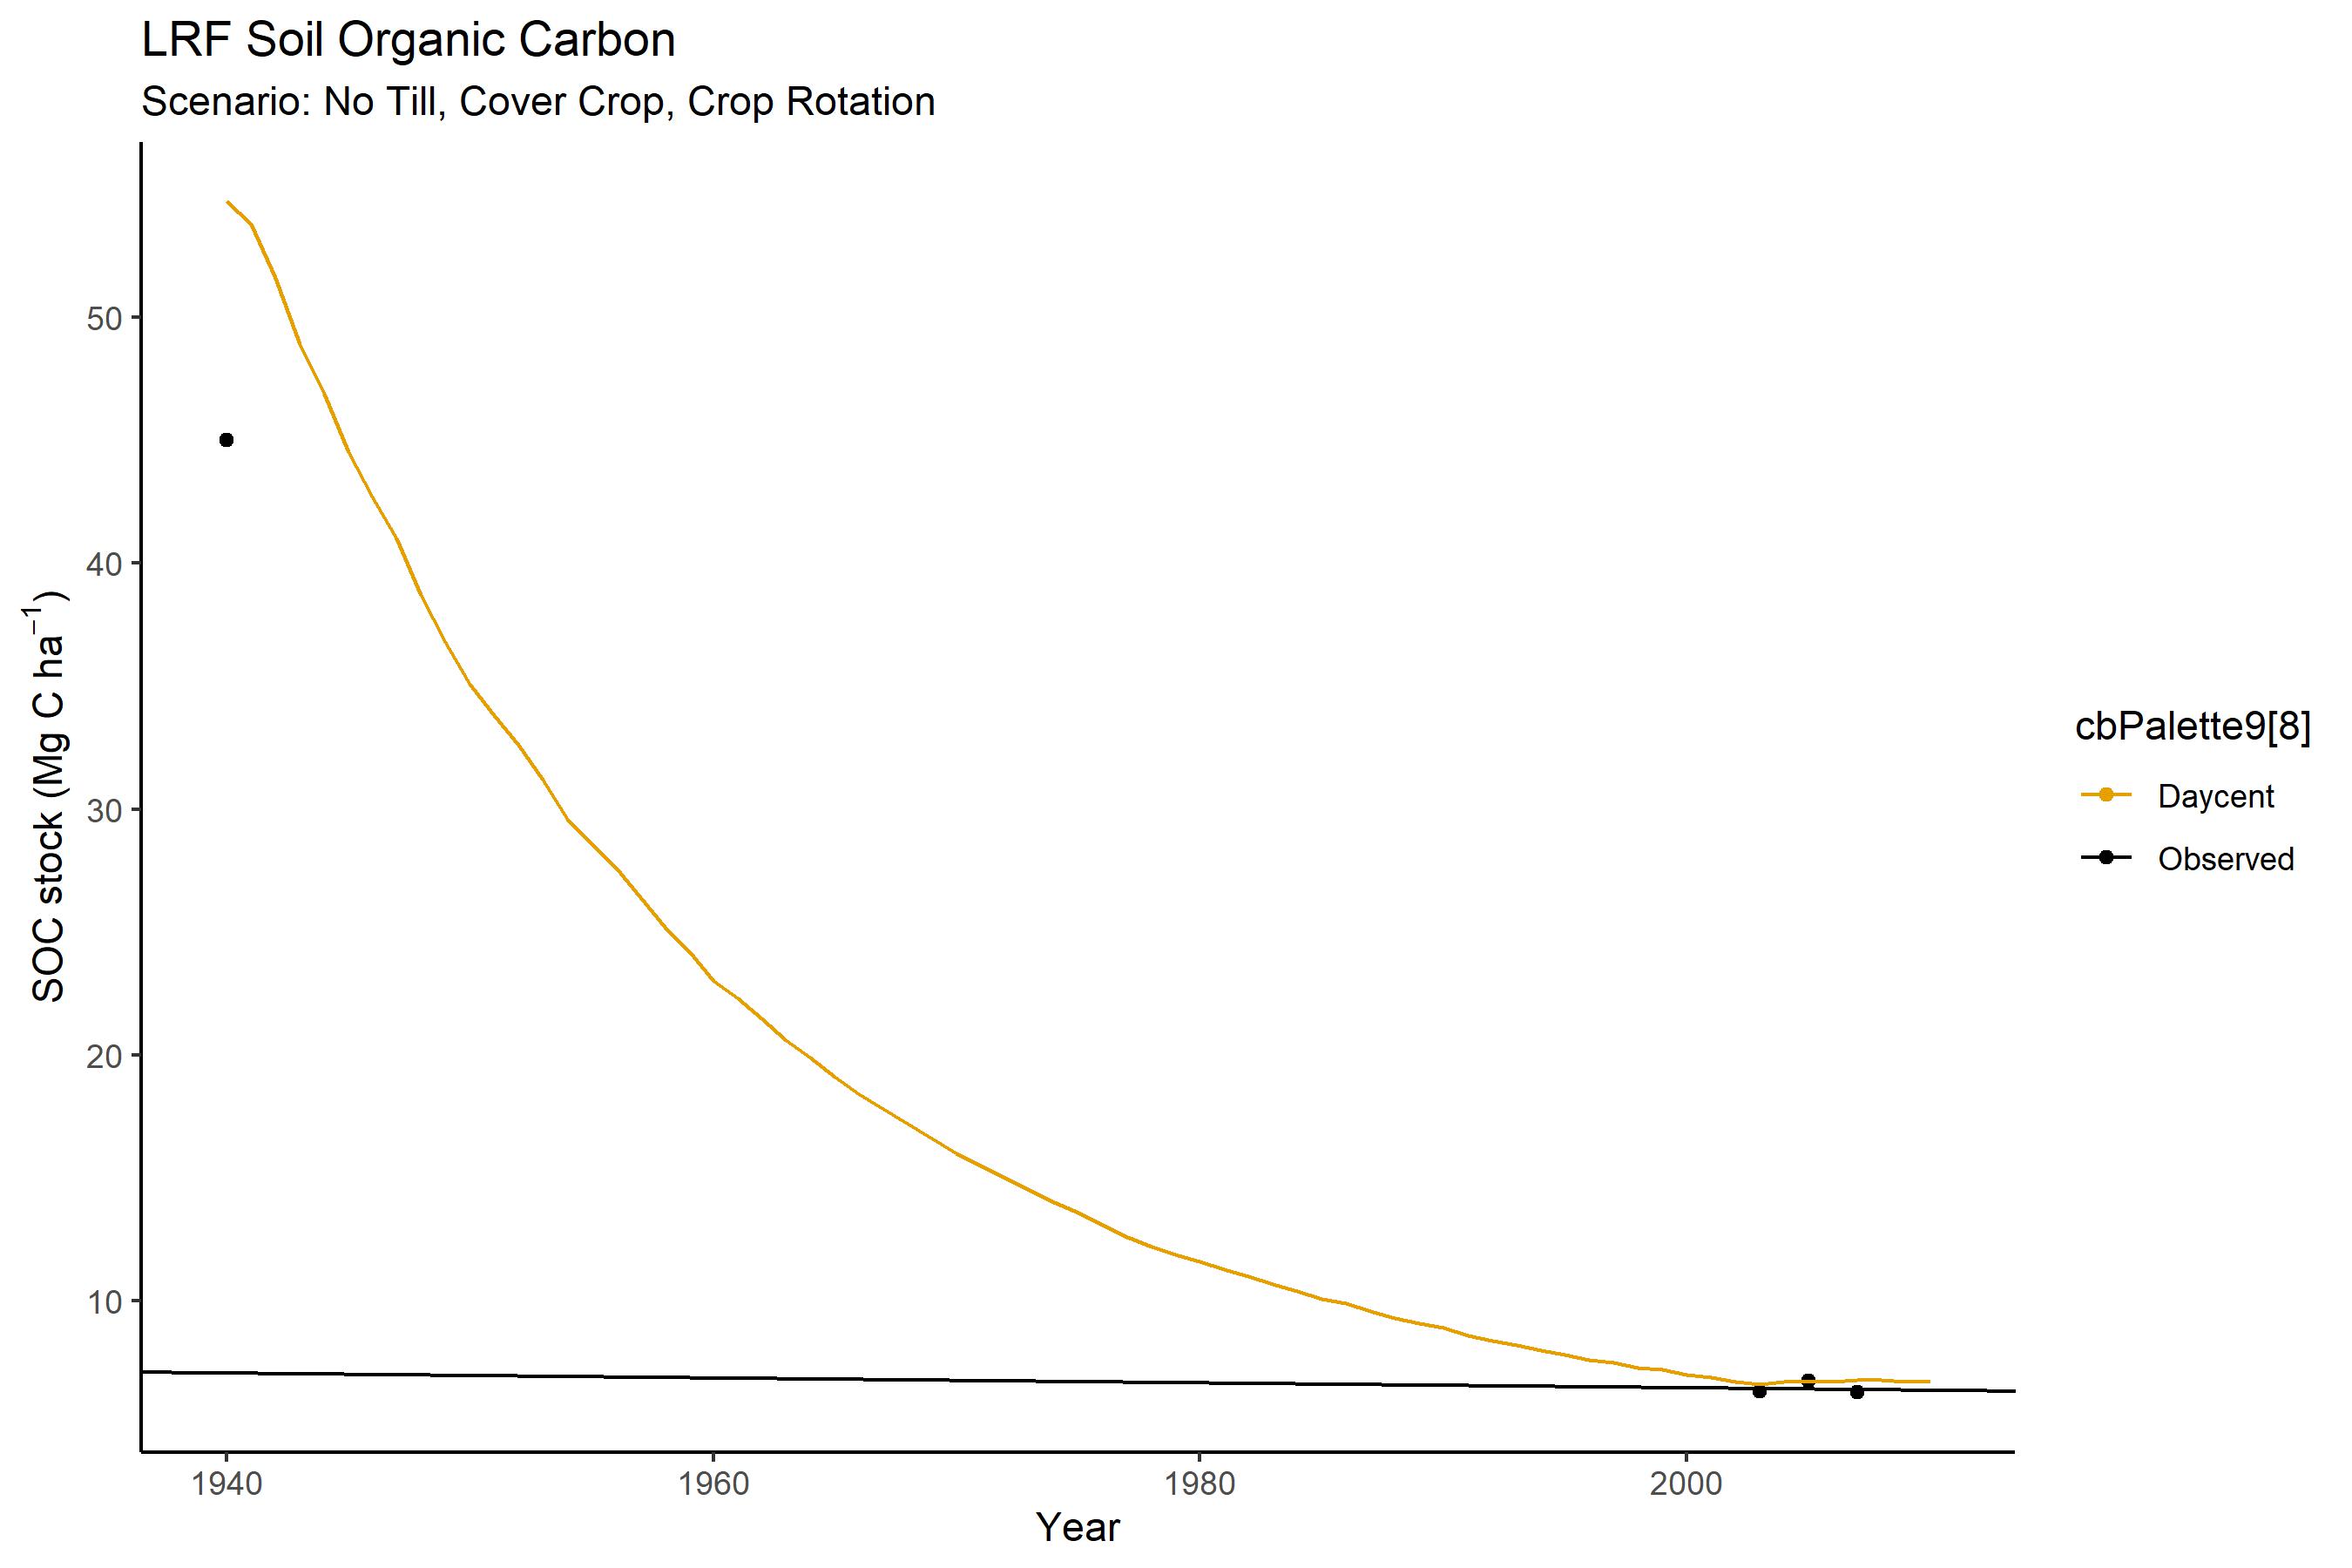 LRF Soil Organic Carbon
Scenario: No Till, Cover Crop, Crop Rotation
SOC stock (Mg C ha⁻¹)
50
40
30
20
10
1940
1960
1980
2000
Year
cbPalette9[8]
Daycent
Observed